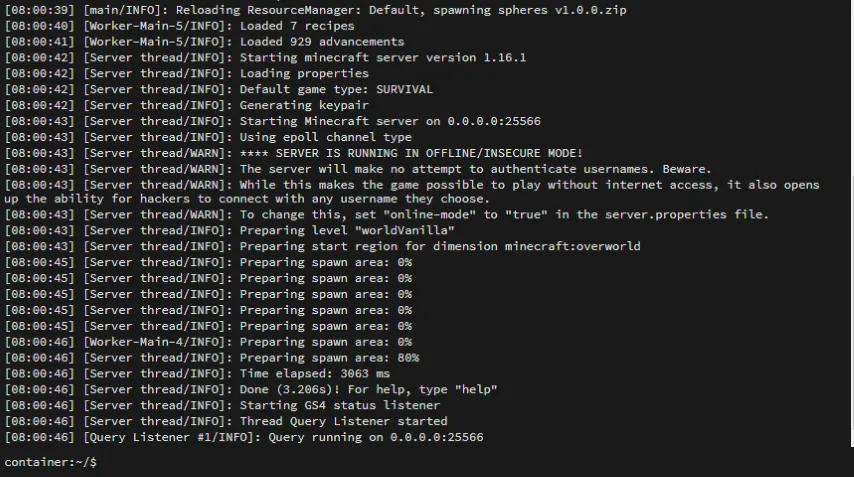 [08:00:39] [main/INFO]: Reloading ResourceManager: Default, spawning spheres v1.0.0.zip
[08:00:40] [Worker-Main-5/INFO]: Loaded 7 recipes
[08:00:41] [Worker-Main-5/INFO]: Loaded 929 advancements
[08:00:42] [Server thread/INFO]: Starting minecraft server version 1.16.1
[08:00:42] [Server thread/INFO]: Loading properties
[08:00:42] [Server thread/INFO]: Default game type: SURVIVAL
[08:00:42] [Server thread/INFO]: Generating keypair
[08:00:43] [Server thread/INFO]: Starting Minecraft server on 0.0.0.0:25566
[08:00:43] [Server thread/INFO]: Using epoll channel type
[08:00:43] [Server thread/WARN]: **** SERVER IS RUNNING IN OFFLINE/INSECURE MODE!
[08:00:43] [Server thread/WARN]: The server will make no attempt to authenticate usernames. Beware.
[08:00:43] [Server thread/WARN]: While this makes the game possible to play without internet access, it also opens
up the ability for hackers to connect with any username they choose.
[08:00:43] [Server thread/WARN]: To change this, set "online-mode" to "true" in the server.properties file.
[08:00:43] [Server thread/INFO]: Preparing level "worldVanilla"
[08:00:43] [Server thread/INFO]: Preparing start region for dimension minecraft:overworld
[08:00:45] [Server thread/INFO]: Preparing spawn area: 0%
[08:00:45] [Server thread/INFO]: Preparing spawn area: 0%
[08:00:45] [Server thread/INFO]: Preparing spawn area: 0%
[08:00:45] [Server thread/INFO]: Preparing spawn area: 0%
[08:00:45] [Server thread/INFO]: Preparing spawn area: 0%
[08:00:46] [Worker-Main-4/INFO]: Preparing spawn area: 0%
[08:00:46] [Server thread/INFO]: Preparing spawn area: 80%
[08:00:46] [Server thread/INFO]: Time elapsed: 3063 ms
[08:00:46] [Server thread/INFO]: Done (3.206s)! For help, type "help"
[08:00:46] [Server thread/INFO]: Starting GS4 status listener
[08:00:46] [Server thread/INFO]: Thread Query Listener started
[08:00:46] [Query Listener #1/INFO]: Query running on 0.0.0.0:25566
container:~/$